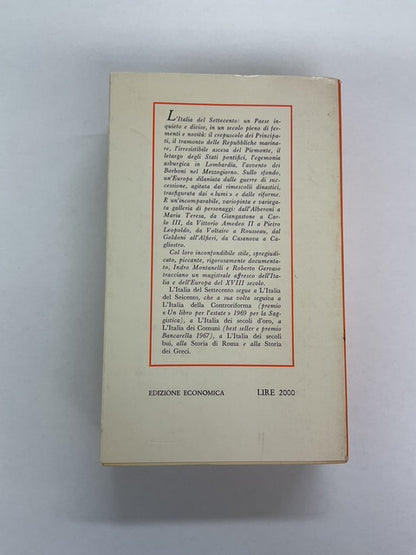 L'Italia del Settecento: un Paese in-
quieto e diviso, in un secolo pieno di fer-
menti e novità: il crepuscolo dei Principa-
ti, il tramonto delle Repubbliche marina-
re, l'irresistibile ascesa del Piemonte, il
letargo degli Stati pontifici, l'egemonia
asburgica in Lombardia, l'avvento dei
Borboni nel Mezzogiorno. Sullo sfondo,
un'Europa dilaniata dalle guerre di suc-
cessione, agitata dai rimescolii dinastici,
trasfigurata dai « lumi » e dalle riforme.
E un'incomparabile, variopinta e variega-
ta galleria di personaggi: dall'Alberoni a
Maria Teresa, da Giangastone a Car-
lo III, da Vittorio Amedeo II a Pietro
Leopoldo, da Voltaire a Rousseau, dal
Goldoni all'Alfieri, da Casanova a Ca-
gliostro.
Col loro inconfondibile stile, spregiudi-
cato, piccante, rigorosamente documenta-
to, Indro Montanelli e Roberto Gervaso
tracciano un magistrale affresco dell'Ita-
lia e dell'Europa del XVIII secolo.
L'Italia del Settecento segue a L'Italia
del Seicento, che a sua volta seguiva a
L'Italia della Controriforma (premio
« Un libro per l'estate » 1969 per la Sag-
gistica), a L'Italia dei secoli d'oro, a
L'Italia dei Comuni (best seller e premio
Bancarella 1967), a L'Italia dei secoli
bui, alla Storia di Roma e alla Storia
dei Greci.
EDIZIONE ECONOMICA LIRE 2000